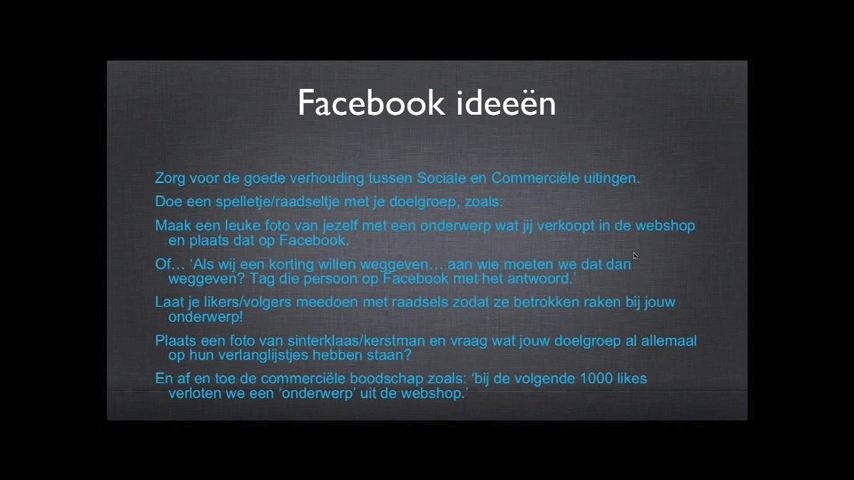 Facebook ideeën
Zorg voor de goede verhouding tussen Sociale en Commerciële uitingen.
Doe een spelletje/raadseltje met je doelgroep, zoals:
Maak een leuke foto van jezelf met een onderwerp wat jij verkoopt in de webshop
en plaats dat op Facebook.
Of… ‘Als wij een korting willen weggeven… aan wie moeten we dat dan
weggeven? Tag die persoon op Facebook met het antwoord.’
Laat je likers/volgers meedoen met raadsels zodat ze betrokken raken bij jouw
onderwerp!
Plaats een foto van sinterklaas/kerstman en vraag wat jouw doelgroep al allemaal
op hun verlanglijstjes hebben staan?
En af en toe de commerciële boodschap zoals: ‘bij de volgende 1000 likes
verloten we een ‘onderwerp’ uit de webshop.’